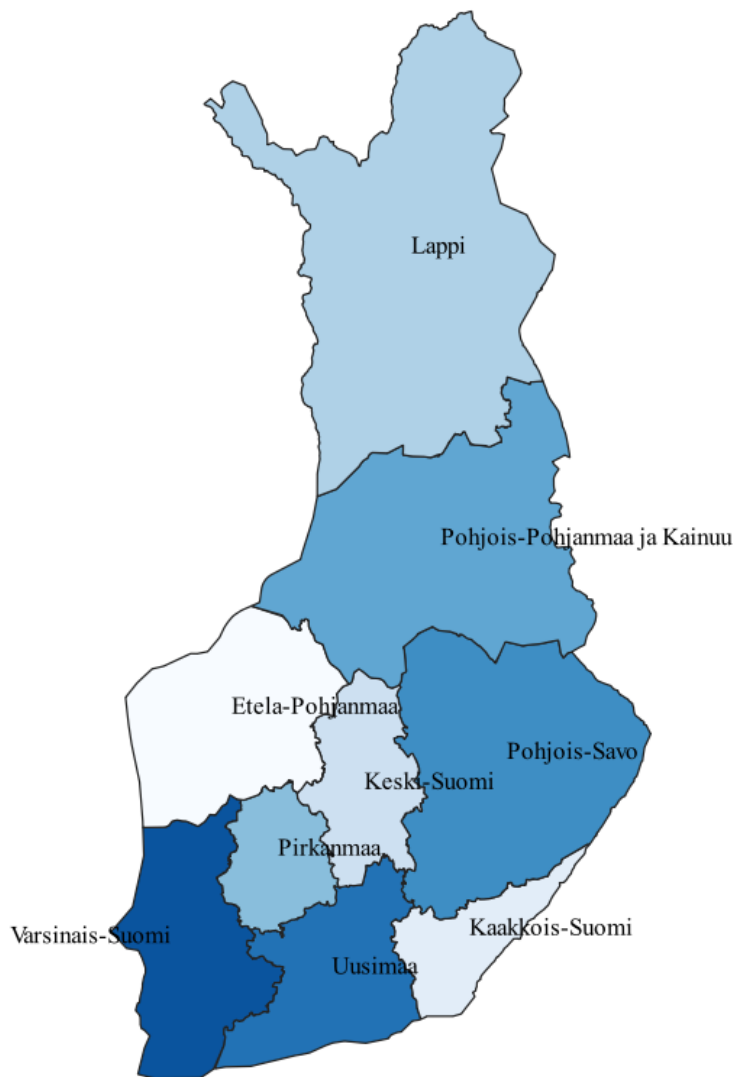 Lappi
Pohjois-Pohjanmaa ja Kainuu
Etela-Pohjanmaa
Pohjois-Savo
Keski-Suomi
Pirkanmaa
Kaakkois-Suomi
Varsinais-Suomi
Uusimaa